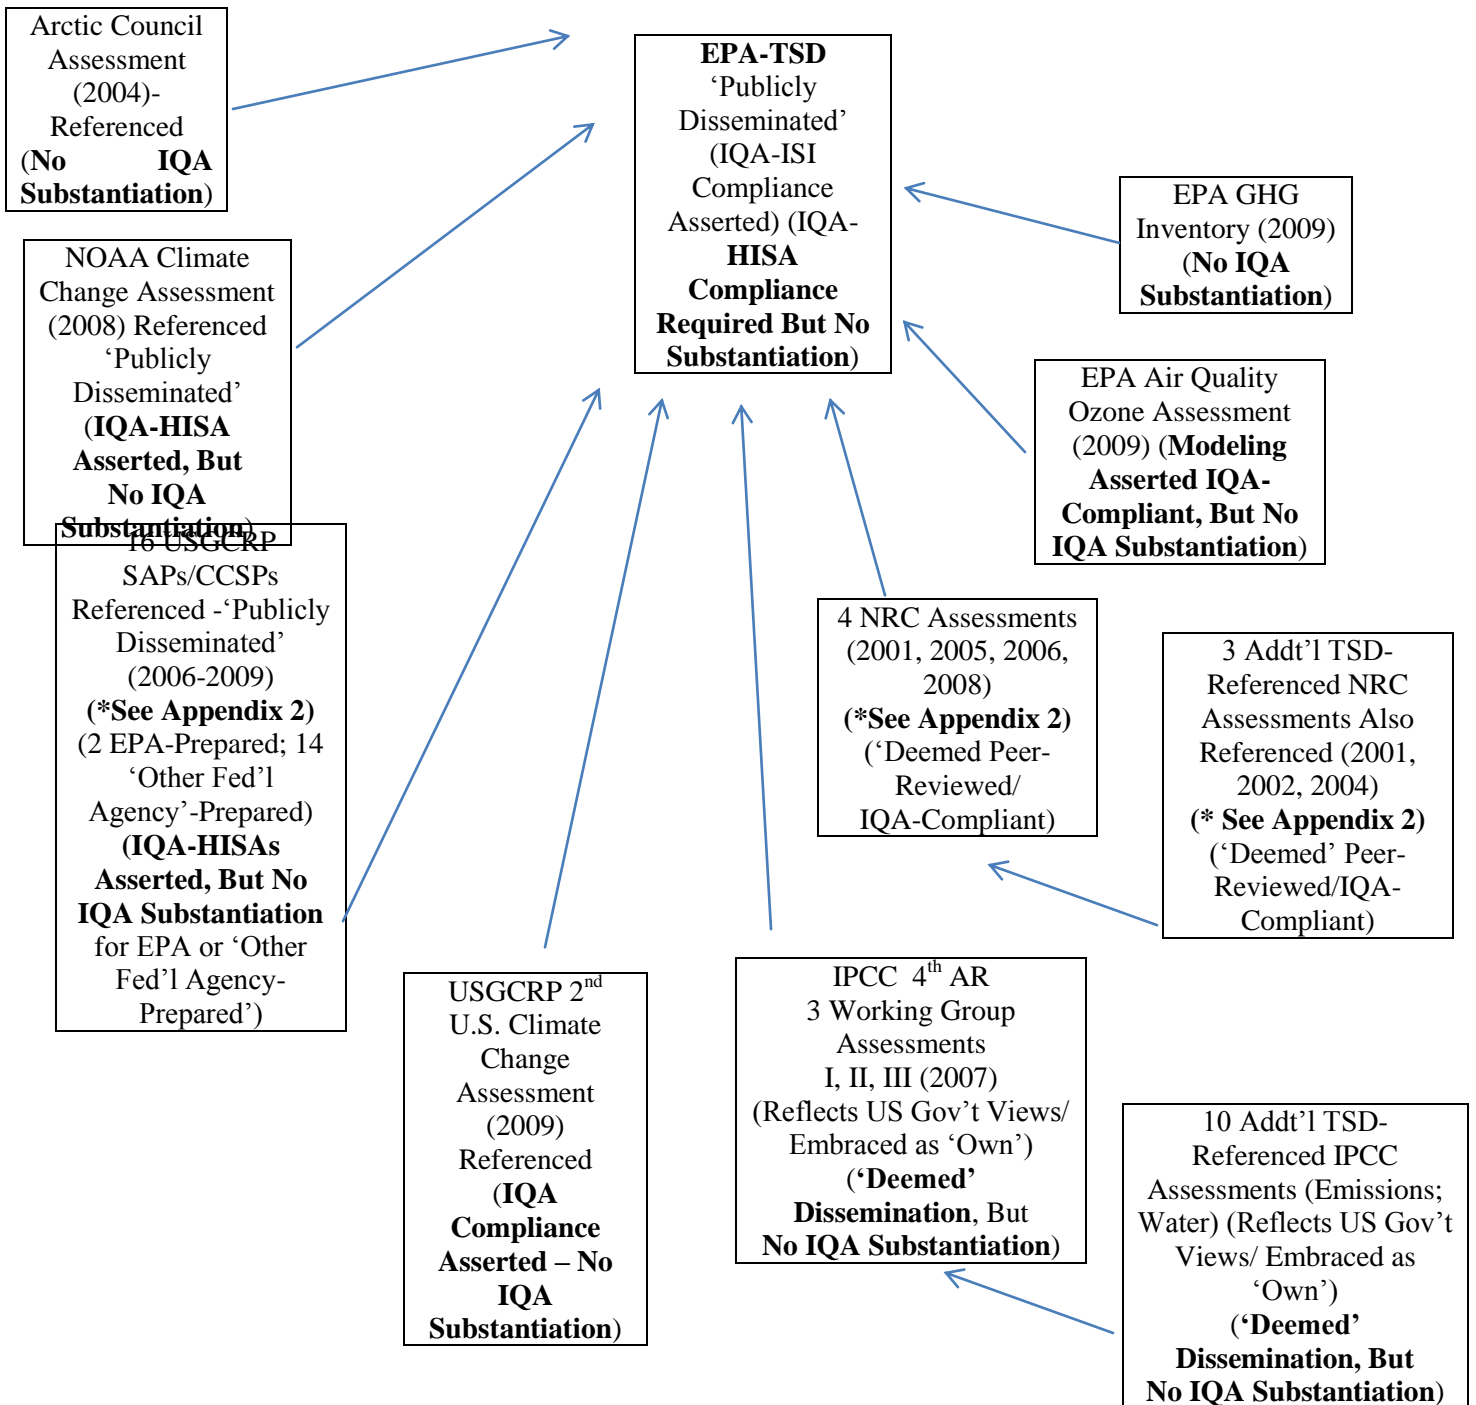 Arctic Council
Assessment
(2004)-
Referenced
(No IQA
Substantiation)
EPA-TSD
‘Publicly
Disseminated’
(IQA-ISI
Compliance
Asserted) (IQA-
HISA
Compliance
Required But No
Substantiation)
EPA GHG
Inventory (2009)
(No IQA
Substantiation)
NOAA Climate
Change Assessment
(2008) Referenced
‘Publicly
Disseminated’
(IQA-HISA
Asserted, But
No IQA
Substantiation)
EPA Air Quality
Ozone Assessment
(2009) (Modeling
Asserted IQA-
Compliant, But No
IQA Substantiation)
16 USGCRP
SAPs/CCSPs
Referenced -‘Publicly
Disseminated’
(2006-2009)
(*See Appendix 2)
(2 EPA-Prepared; 14
‘Other Fed’l
Agency’-Prepared)
(IQA-HISAs
Asserted, But No
IQA Substantiation
for EPA or ‘Other
Fed’l Agency-
Prepared’)
4 NRC Assessments
(2001, 2005, 2006,
2008)
(*See Appendix 2)
(‘Deemed Peer-
Reviewed/
IQA-Compliant)
3 Addt’l TSD-
Referenced NRC
Assessments Also
Referenced (2001,
2002, 2004)
(* See Appendix 2)
(‘Deemed’ Peer-
Reviewed/IQA-
Compliant)
USGCRP 2nd
U.S. Climate
Change
Assessment
(2009)
Referenced
(IQA
Compliance
Asserted – No
IQA
Substantiation)
IPCC 4th AR
3 Working Group
Assessments
I, II, III (2007)
(Reflects US Gov’t Views/
Embraced as ‘Own’)
(‘Deemed’
Dissemination, But
No IQA Substantiation)
10 Addt’l TSD-
Referenced IPCC
Assessments (Emissions;
Water) (Reflects US Gov’t
Views/ Embraced as
‘Own’)
(‘Deemed’
Dissemination, But
No IQA Substantiation)